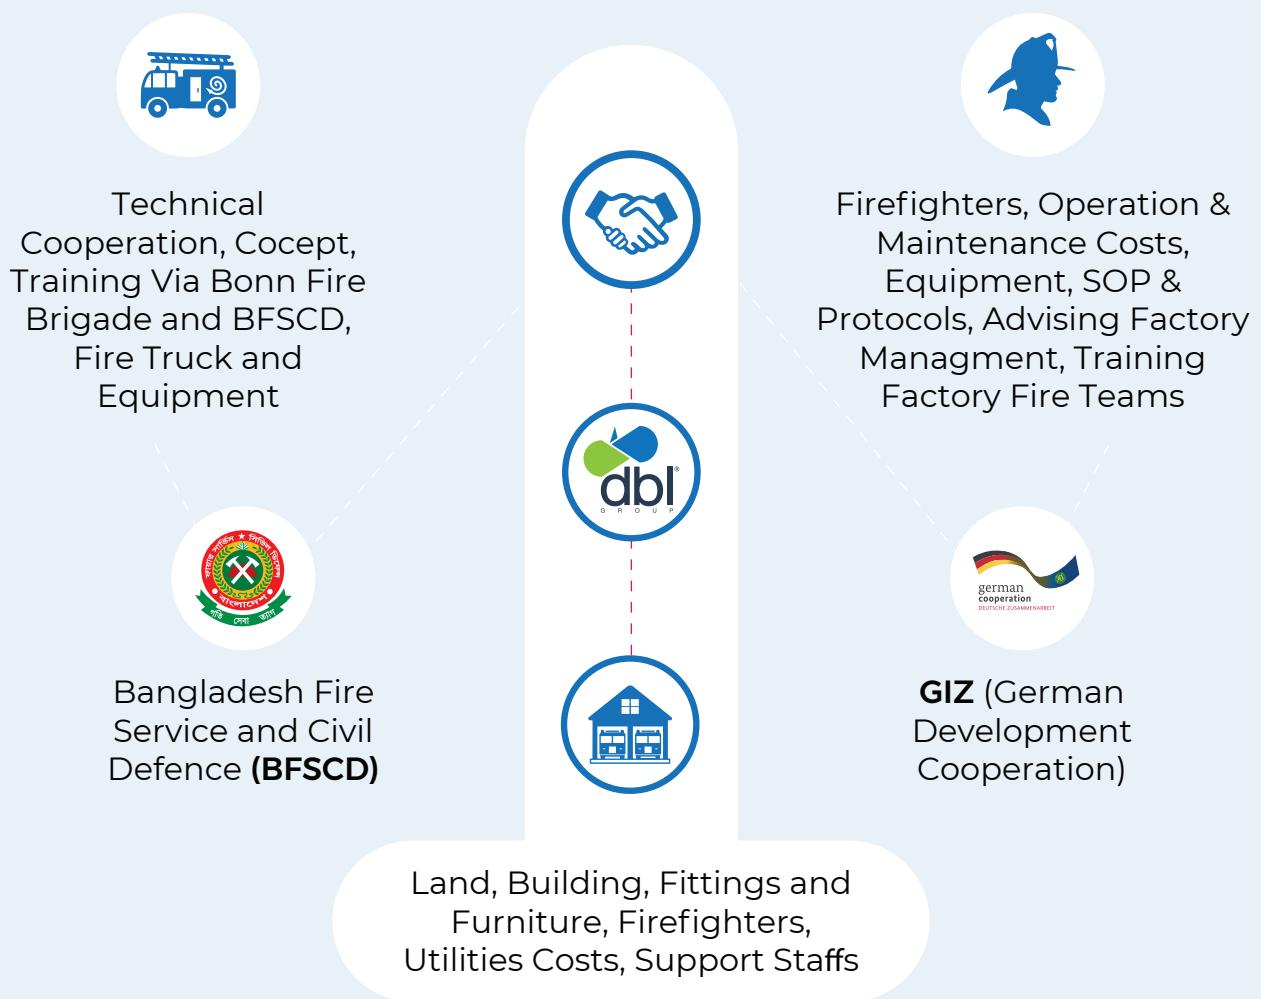 Technical
Cooperation, Cocept,
Training Via Bonn Fire
Brigade and BFSCD,
Fire Truck and
Equipment
Firefighters, Operation &
Maintenance Costs,
Equipment, SOP &
Protocols, Advising Factory
Managment, Training
Factory Fire Teams
dbl®
GROUP
ফায়ার সার্ভিস ★ সিভিল ডিফেন্স
বাংলাদেশ
গতি সেবা ত্যাগ
german
cooperation
DEUTSCHE ZUSAMMENARBEIT
Bangladesh Fire
Service and Civil
Defence (BFSCD)
GIZ (German
Development
Cooperation)
Land, Building, Fittings and
Furniture, Firefighters,
Utilities Costs, Support Staffs